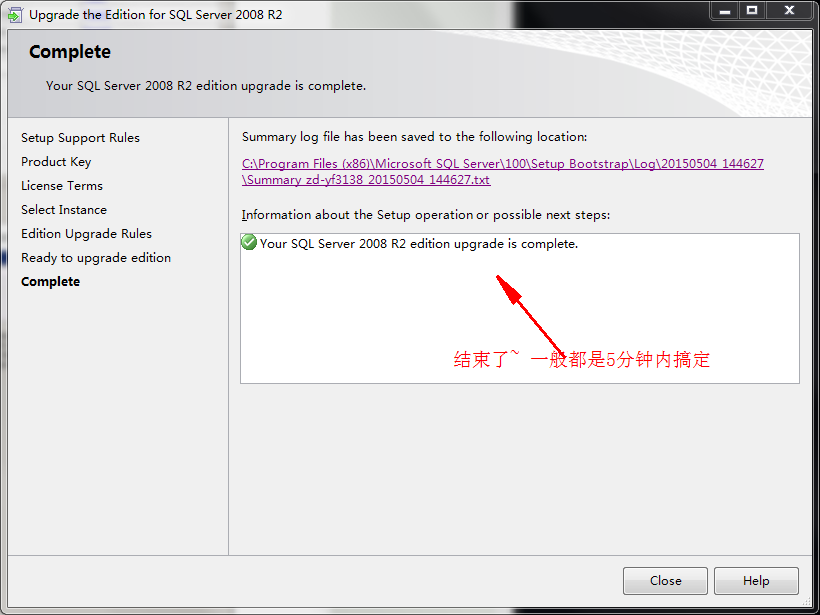 Upgrade the Edition for SQL Server 2008 R2
Complete
Your SQL Server 2008 R2 edition upgrade is complete.
Setup Support Rules
Product Key
License Terms
Select Instance
Edition Upgrade Rules
Ready to upgrade edition
Complete
Summary log file has been saved to the following location:
C:\Program Files (x86)\Microsoft SQL Server\100\Setup Bootstrap\Log\20150504_144627
\Summary_zd-yf3138_20150504_144627.txt
Information about the Setup operation or possible next steps:
Your SQL Server 2008 R2 edition upgrade is complete.
结束了~ 一般都是5分钟内搞定
Close
Help